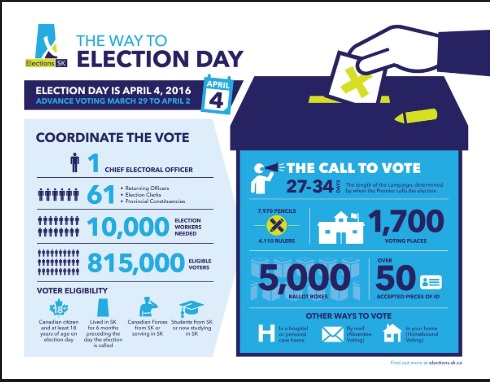 THE WAY TO
ELECTION DAY
Elections SK
ELECTION DAY IS APRIL 4, 2016
ADVANCE VOTING MARCH 29 TO APRIL 2
APRIL
4
COORDINATE THE VOTE
1 CHIEF ELECTORAL OFFICER
61
• Returning Officers
• Election Clerks
• Provincial Constituencies
10,000
ELECTION
WORKERS
NEEDED
815,000
ELIGIBLE
VOTERS
VOTER ELIGIBILITY
18
Canadian citizen
and at least 18
years of age on
election day
Lived in SK
for 6 months
preceding the
day the election
is called
Canadian Forces
from SK or
serving in SK
Students from SK
or now studying
in SK
THE CALL TO VOTE
27-34 DAYS
The length of the campaign, determined
by when the Premier calls the election.
7,970 PENCILS
4,110 RULERS
1,700
VOTING PLACES
5,000
BALLOT BOXES
OVER
50
ACCEPTED PIECES OF ID
OTHER WAYS TO VOTE
H
In a hospital
or personal
care home
By mail
(Absentee
Voting)
In your home
(Homebound
Voting)
Find out more at elections.sk.ca